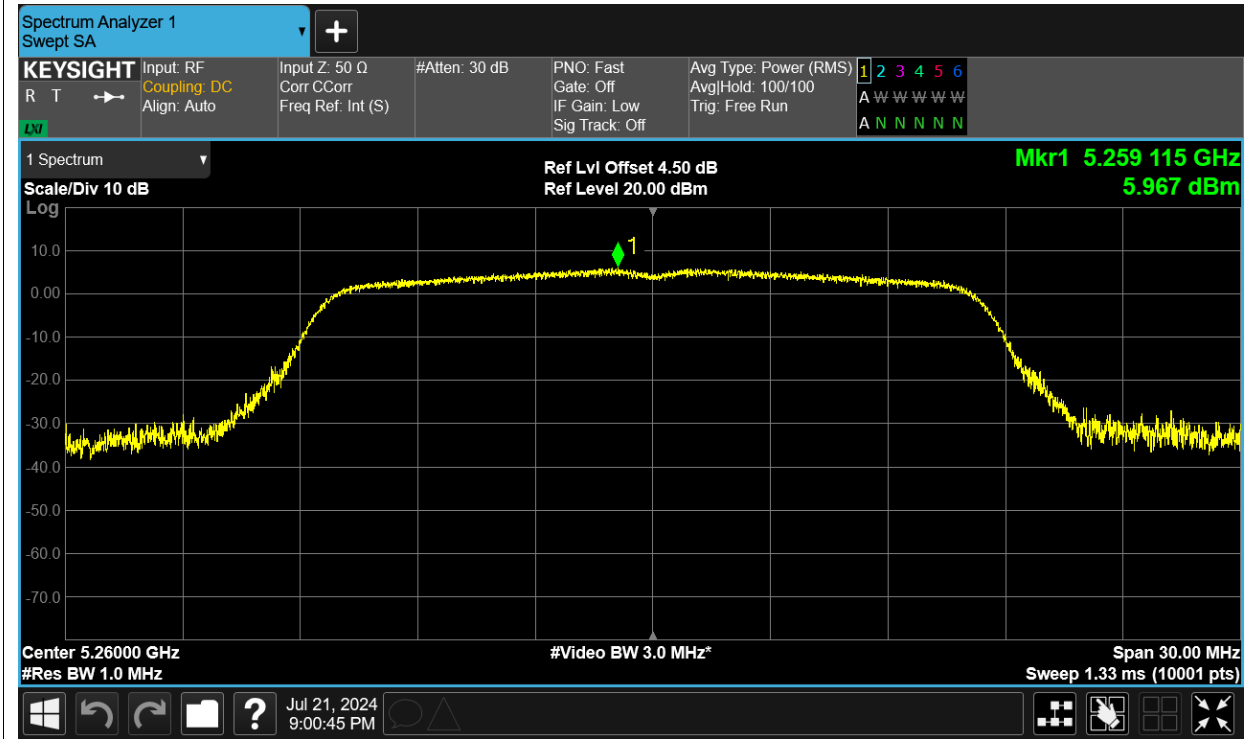 Spectrum Analyzer 1
Swept SA
KEYSIGHT
R T
LXI
Input: RF
Coupling: DC
Align: Auto
Input Z: 50 Ω
Corr CCorr
Freq Ref: Int (S)
#Atten: 30 dB
PNO: Fast
Gate: Off
IF Gain: Low
Sig Track: Off
Avg Type: Power (RMS)
Avg|Hold: 100/100
Trig: Free Run
1 2 3 4 5 6
A W W W W W
A N N N N N
1 Spectrum
Scale/Div 10 dB
Log
Ref Lvl Offset 4.50 dB
Ref Level 20.00 dBm
Mkr1 5.259 115 GHz
5.967 dBm
1
10.0
0.00
-10.0
-20.0
-30.0
-40.0
-50.0
-60.0
-70.0
Center 5.26000 GHz
#Res BW 1.0 MHz
#Video BW 3.0 MHz*
Span 30.00 MHz
Sweep 1.33 ms (10001 pts)
?
Jul 21, 2024
9:00:45 PM